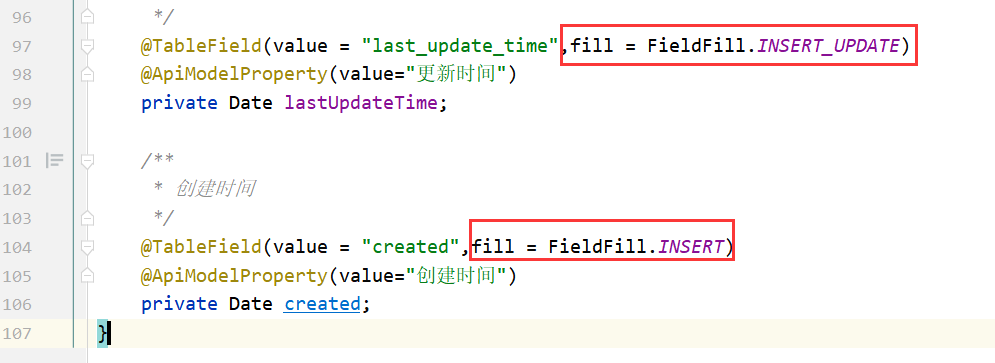 96 */
97 @TableField(value = "last_update_time",fill = FieldFill.INSERT_UPDATE)
98 @ApiModelProperty(value="更新时间")
99 private Date lastUpdateTime;
100
101 /**
102 * 创建时间
103 */
104 @TableField(value = "created",fill = FieldFill.INSERT)
105 @ApiModelProperty(value="创建时间")
106 private Date created;
107 }